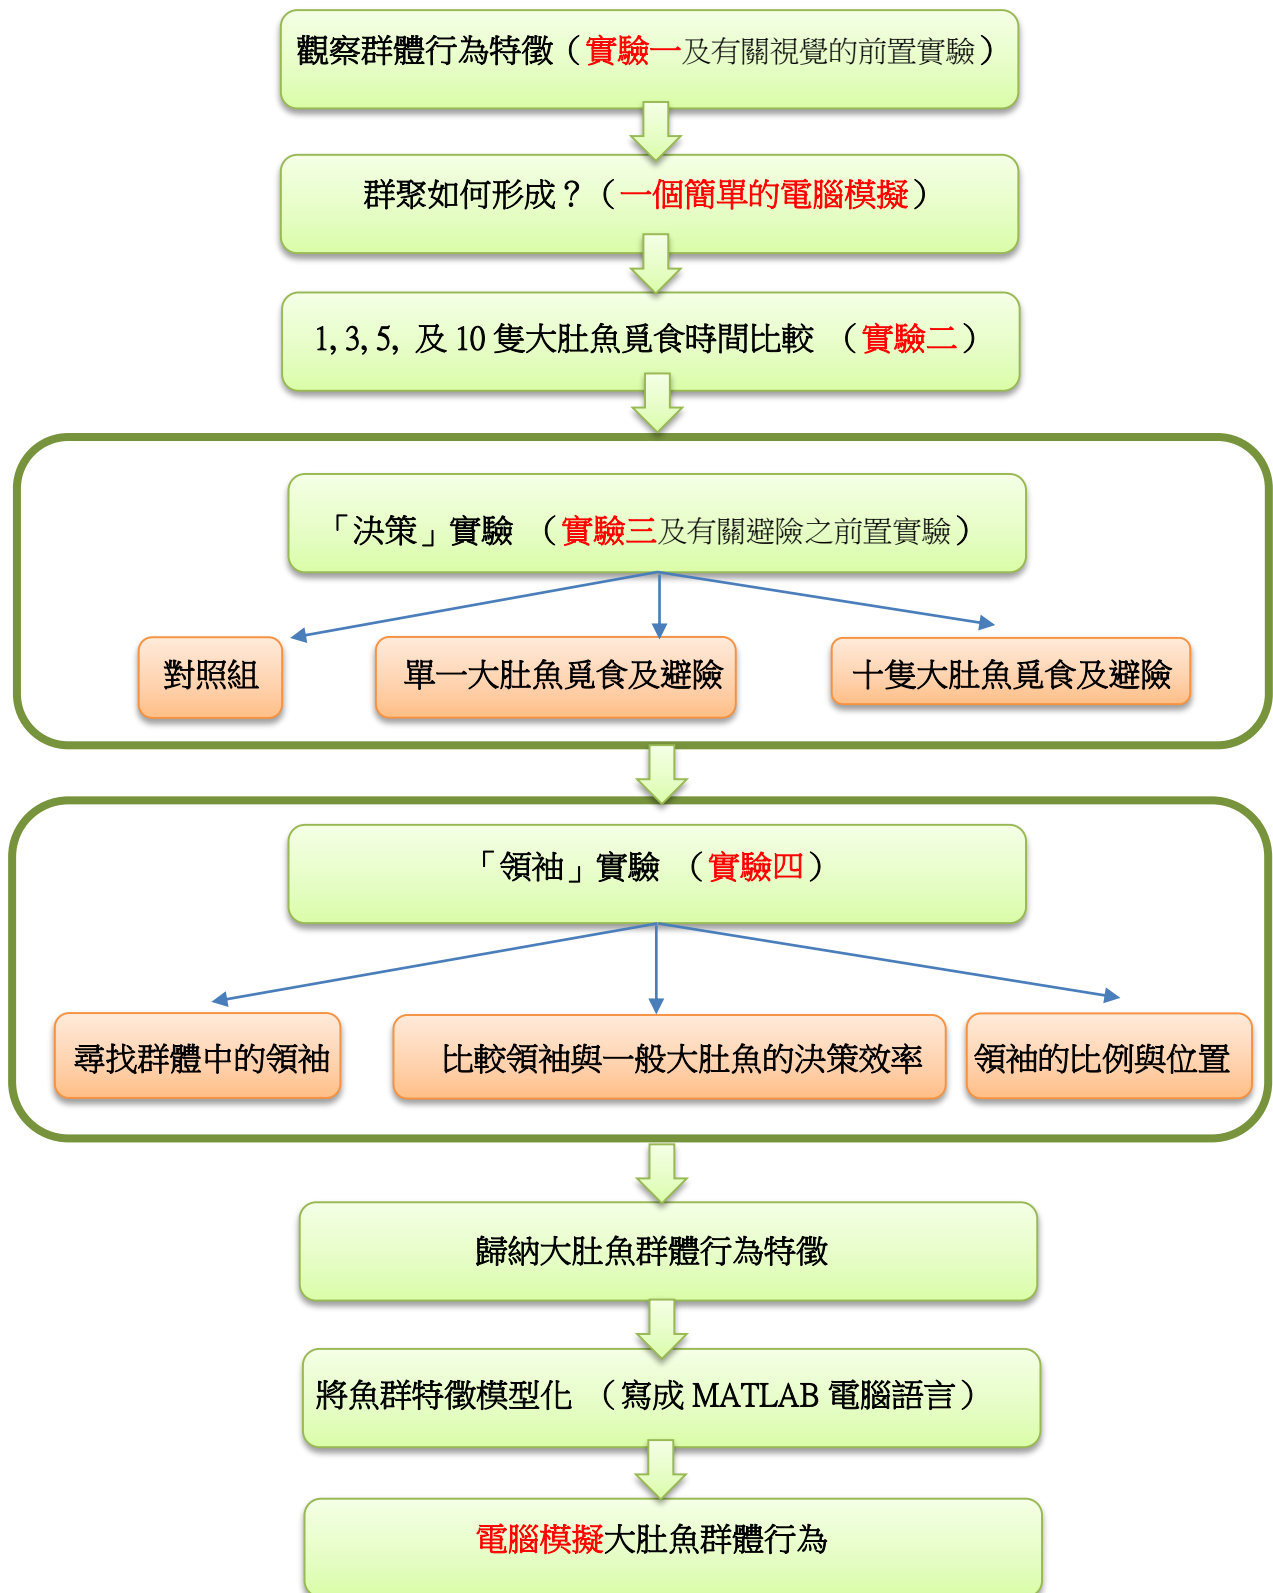 觀察群體行為特徵（實驗一及有關視覺的前置實驗）
群聚如何形成？（一個簡單的電腦模擬）
1, 3, 5, 及 10 隻大肚魚覓食時間比較 （實驗二）
「決策」實驗 （實驗三及有關避險之前置實驗）
對照組
單一大肚魚覓食及避險
十隻大肚魚覓食及避險
「領袖」實驗 （實驗四）
尋找群體中的領袖
比較領袖與一般大肚魚的決策效率
領袖的比例與位置
歸納大肚魚群體行為特徵
將魚群特徵模型化 （寫成 MATLAB 電腦語言）
電腦模擬大肚魚群體行為